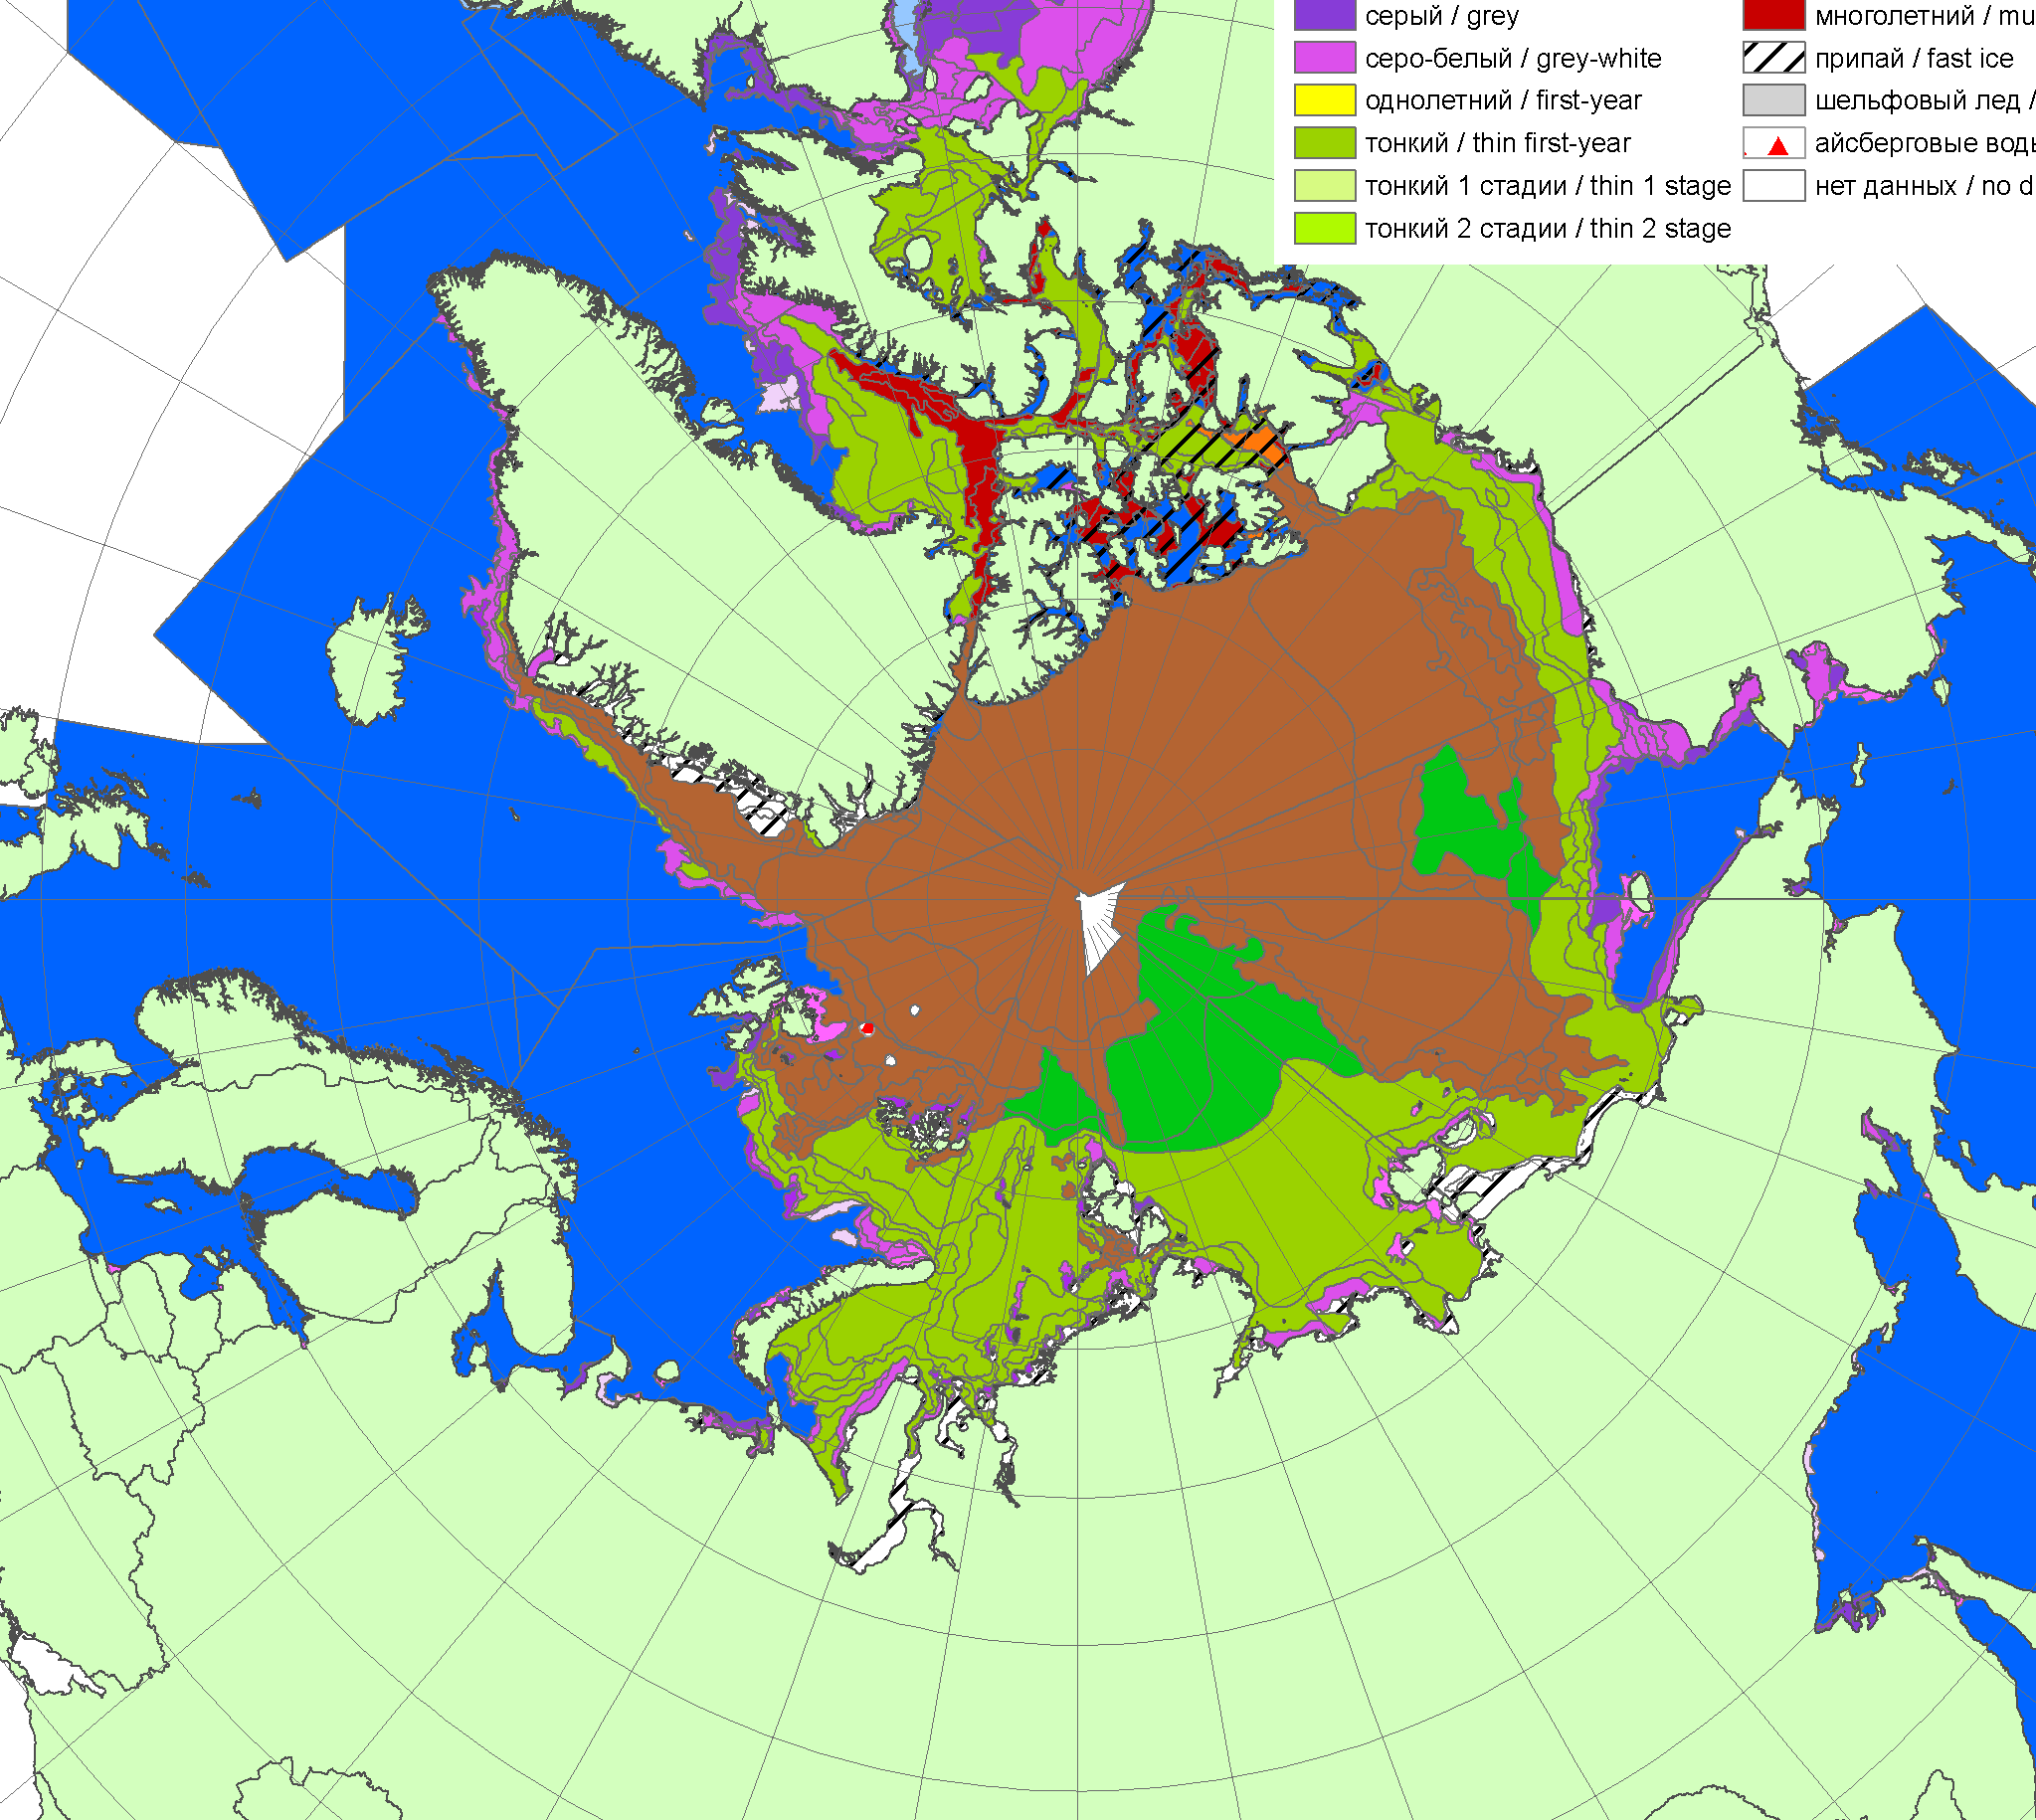 серый / grey
серо-белый / grey-white
однолетний / first-year
тонкий / thin first-year
тонкий 1 стадии / thin 1 stage
тонкий 2 стадии / thin 2 stage
многолетний / mu
припай / fast ice
шельфовый лед /
айсберговые
нет данных / no d